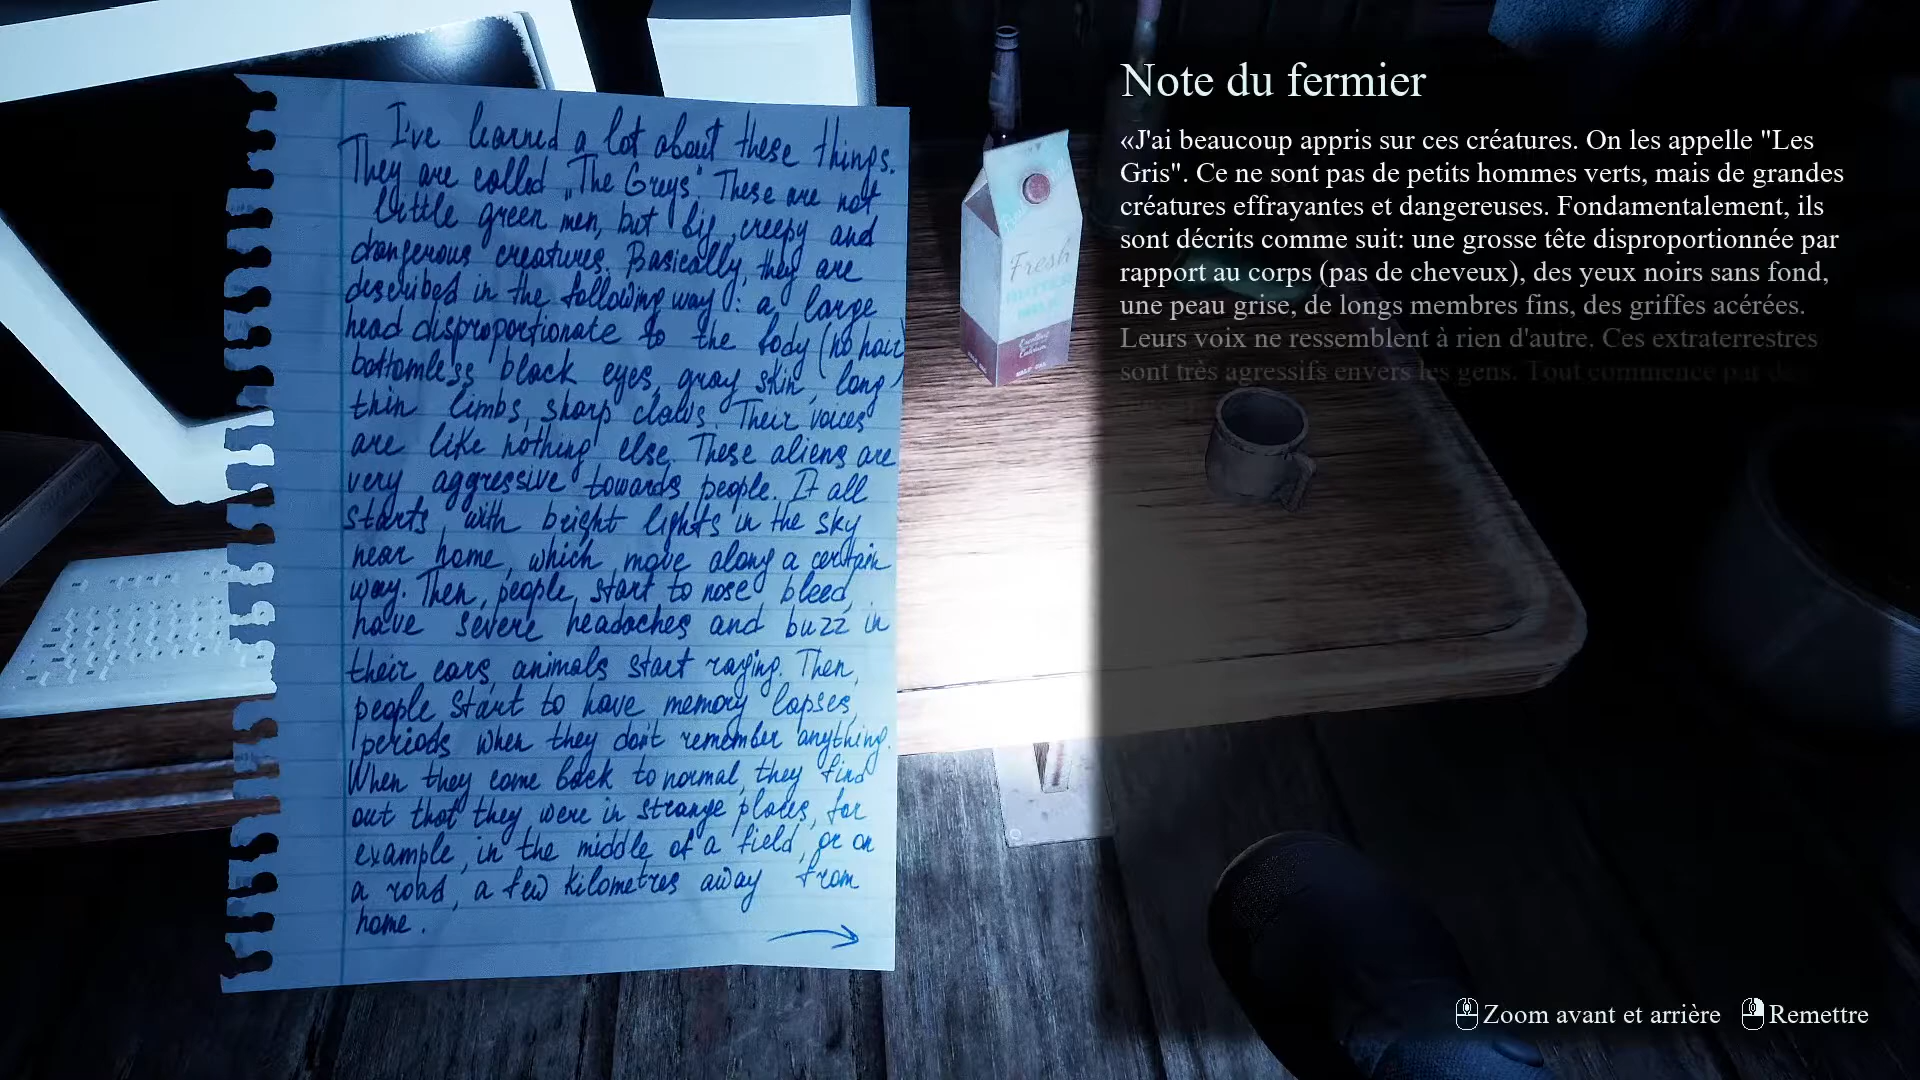 I've learned a lot about these things.
They are called „The Greys". These are not
little green men, but big, creepy and
dangerous creatures. Basically, they are
described in the following way: a large
head disproportionate to the body (no hair)
bottomless black eyes, gray skin, long
thin limbs, sharp claws. Their voices
are like nothing else. These aliens are
very aggressive towards people. It all
starts with bright lights in the sky
near home, which move along a certain
way. Then, people start to nose bleed,
have severe headaches and buzz in
their ears, animals start raging. Then,
people start to have memory lapses,
periods when they don't remember anything.
When they come back to normal, they find
out that they were in strange places, for
example, in the middle of a field, or on
a road, a few kilometres away from
home.
Fresh
Note du fermier
«J'ai beaucoup appris sur ces créatures. On les appelle "Les
Gris". Ce ne sont pas de petits hommes verts, mais de grandes
créatures effrayantes et dangereuses. Fondamentalement, ils
sont décrits comme suit: une grosse tête disproportionnée par
rapport au corps (pas de cheveux), des yeux noirs sans fond,
une peau grise, de longs membres fins, des griffes acérées.
Leurs voix ne ressemblent à rien d'autre. Ces extraterrestres
sont très agressifs envers les gens. Tout commence par
Zoom avant et arrière
Remettre